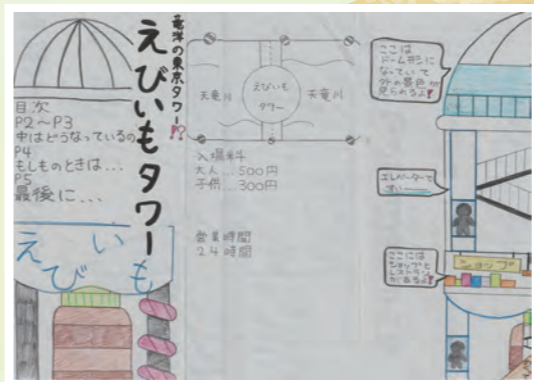 竜洋の東京タワー!?
えびいもタワー
目次
P2～P3
中はどうなっているの
P4
もしものときは...
P5
最後に...
えびいも
天竜川
えびいも
タワー
天竜川
入場料
大人...500円
子供...300円
営業時間
24時間
ここは
ドーム形に
なっていて
外の景色が
見られるよ!
エレベーターで
すいーー
ショップ
ここには
ショップと
レストラン
があるよ!